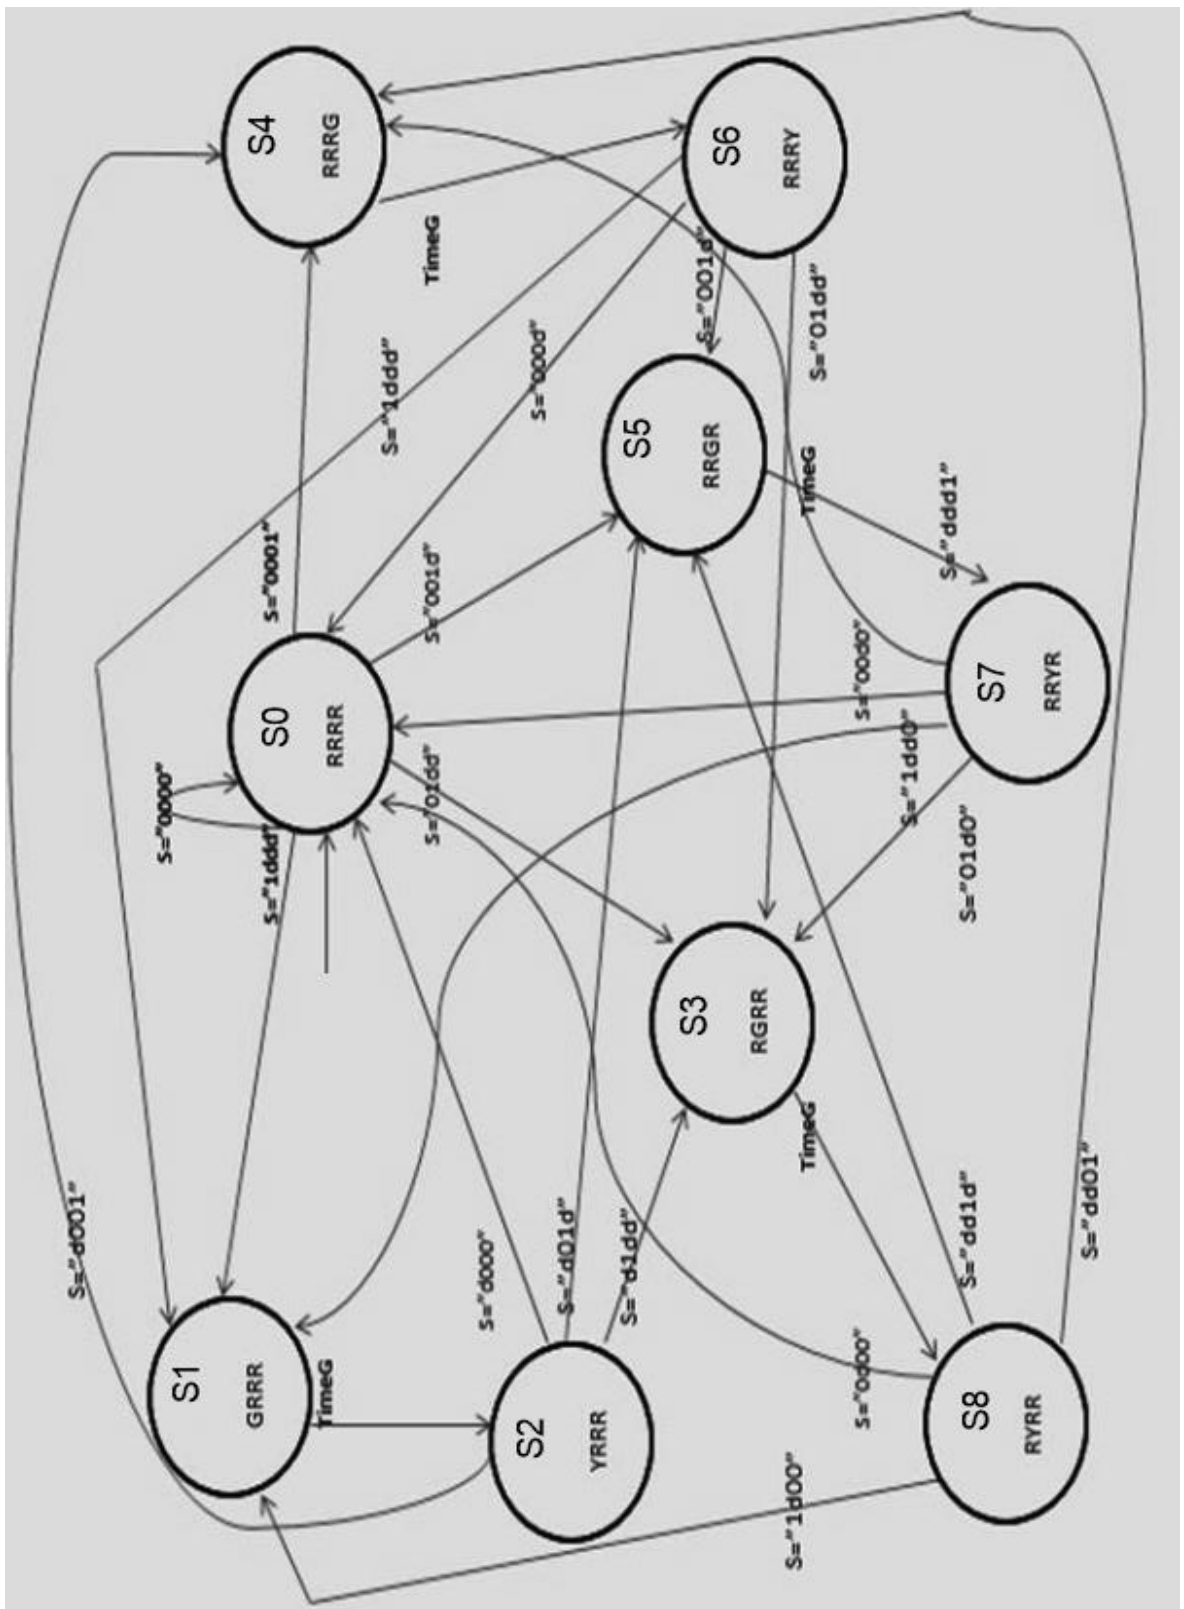 S="d001"
S="0000"
S1
GRRR
S4
RRRG
S0
RRRR
S="1ddd"
S="0001"
TimeG
S="1ddd"
S="01dd"
S="001d"
TimeG
S="d000"
S="000d"
S2
YRRR
S="d01d"
S="d1dd"
S5
RRGR
S3
RGRR
S="001d"
S6
RRRY
S="1d00"
TimeG
TimeG
S="01dd"
S="0d00"
S="00d0"
S="1dd0"
S="ddd1"
S="dd1d"
S="01d0"
S8
RYRR
S7
RRYR
S="dd01"